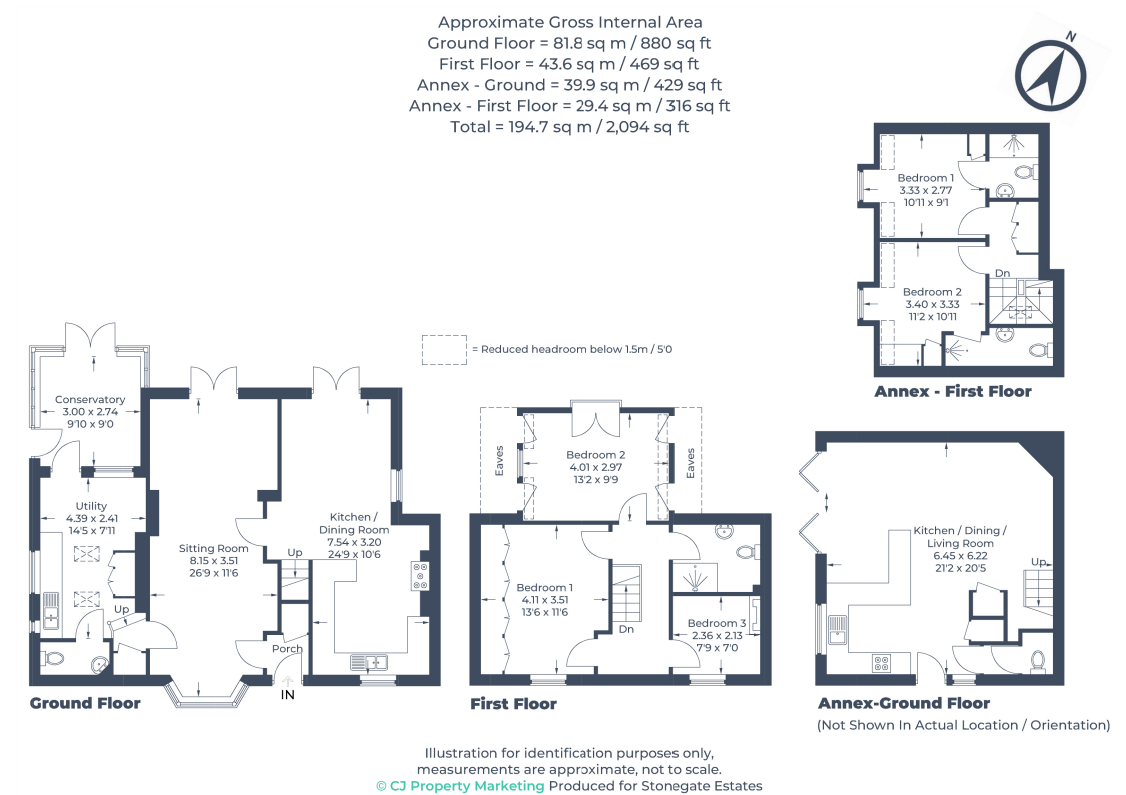 Approximate Gross Internal Area
Ground Floor = 81.8 sq m / 880 sq ft
First Floor = 43.6 sq m / 469 sq ft
Annex - Ground = 39.9 sq m / 429 sq ft
Annex - First Floor = 29.4 sq m / 316 sq ft
Total = 194.7 sq m / 2,094 sq ft
N
Bedroom 1
3.33 x 2.77
10'11 x 9'1
Dn
Bedroom 2
3.40 x 3.33
11'2 x 10'11
Annex - First Floor
= Reduced headroom below 1.5m / 5'0
Conservatory
3.00 x 2.74
9'10 x 9'0
Utility
4.39 x 2.41
14'5 x 7'11
Up
Sitting Room
8.15 x 3.51
26'9 x 11'6
Kitchen /
Dining Room
7.54 x 3.20
24'9 x 10'6
Up
Porch
IN
Ground Floor
Eaves
Bedroom 2
4.01 x 2.97
13'2 x 9'9
Eaves
Bedroom 1
4.11 x 3.51
13'6 x 11'6
Dn
Bedroom 3
2.36 x 2.13
7'9 x 7'0
First Floor
Kitchen / Dining /
Living Room
6.45 x 6.22
21'2 x 20'5
Up
Annex-Ground Floor
(Not Shown In Actual Location / Orientation)
Illustration for identification purposes only,
measurements are approximate, not to scale.
© CJ Property Marketing Produced for Stonegate Estates